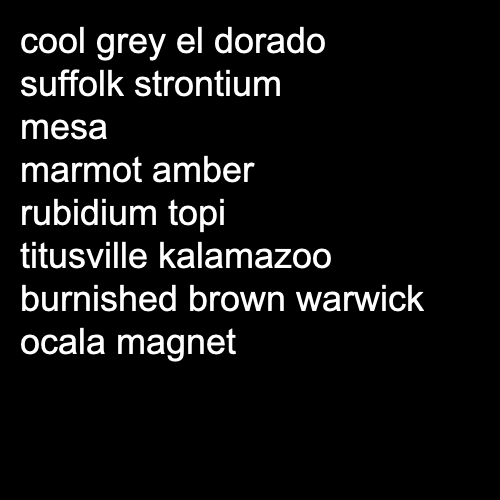 cool grey el dorado
suffolk strontium
mesa
marmot amber
rubidium topi
titusville kalamazoo
burnished brown warwick
ocala magnet